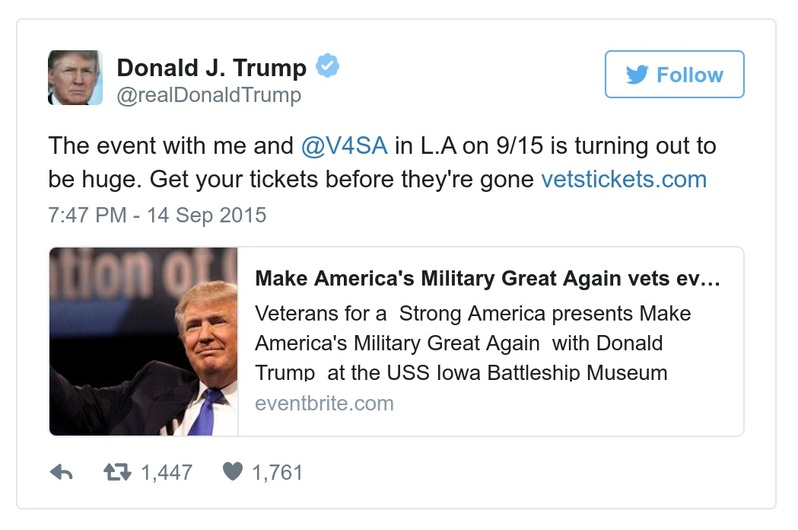 Donald J. Trump
@realDonaldTrump
Follow
The event with me and @V4SA in L.A on 9/15 is turning out to
be huge. Get your tickets before they're gone vetstickets.com
7:47 PM - 14 Sep 2015
tion of
Make America's Military Great Again vets ev...
Veterans for a Strong America presents Make
America's Military Great Again with Donald
Trump at the USS Iowa Battleship Museum
eventbrite.com
1,447 1,761